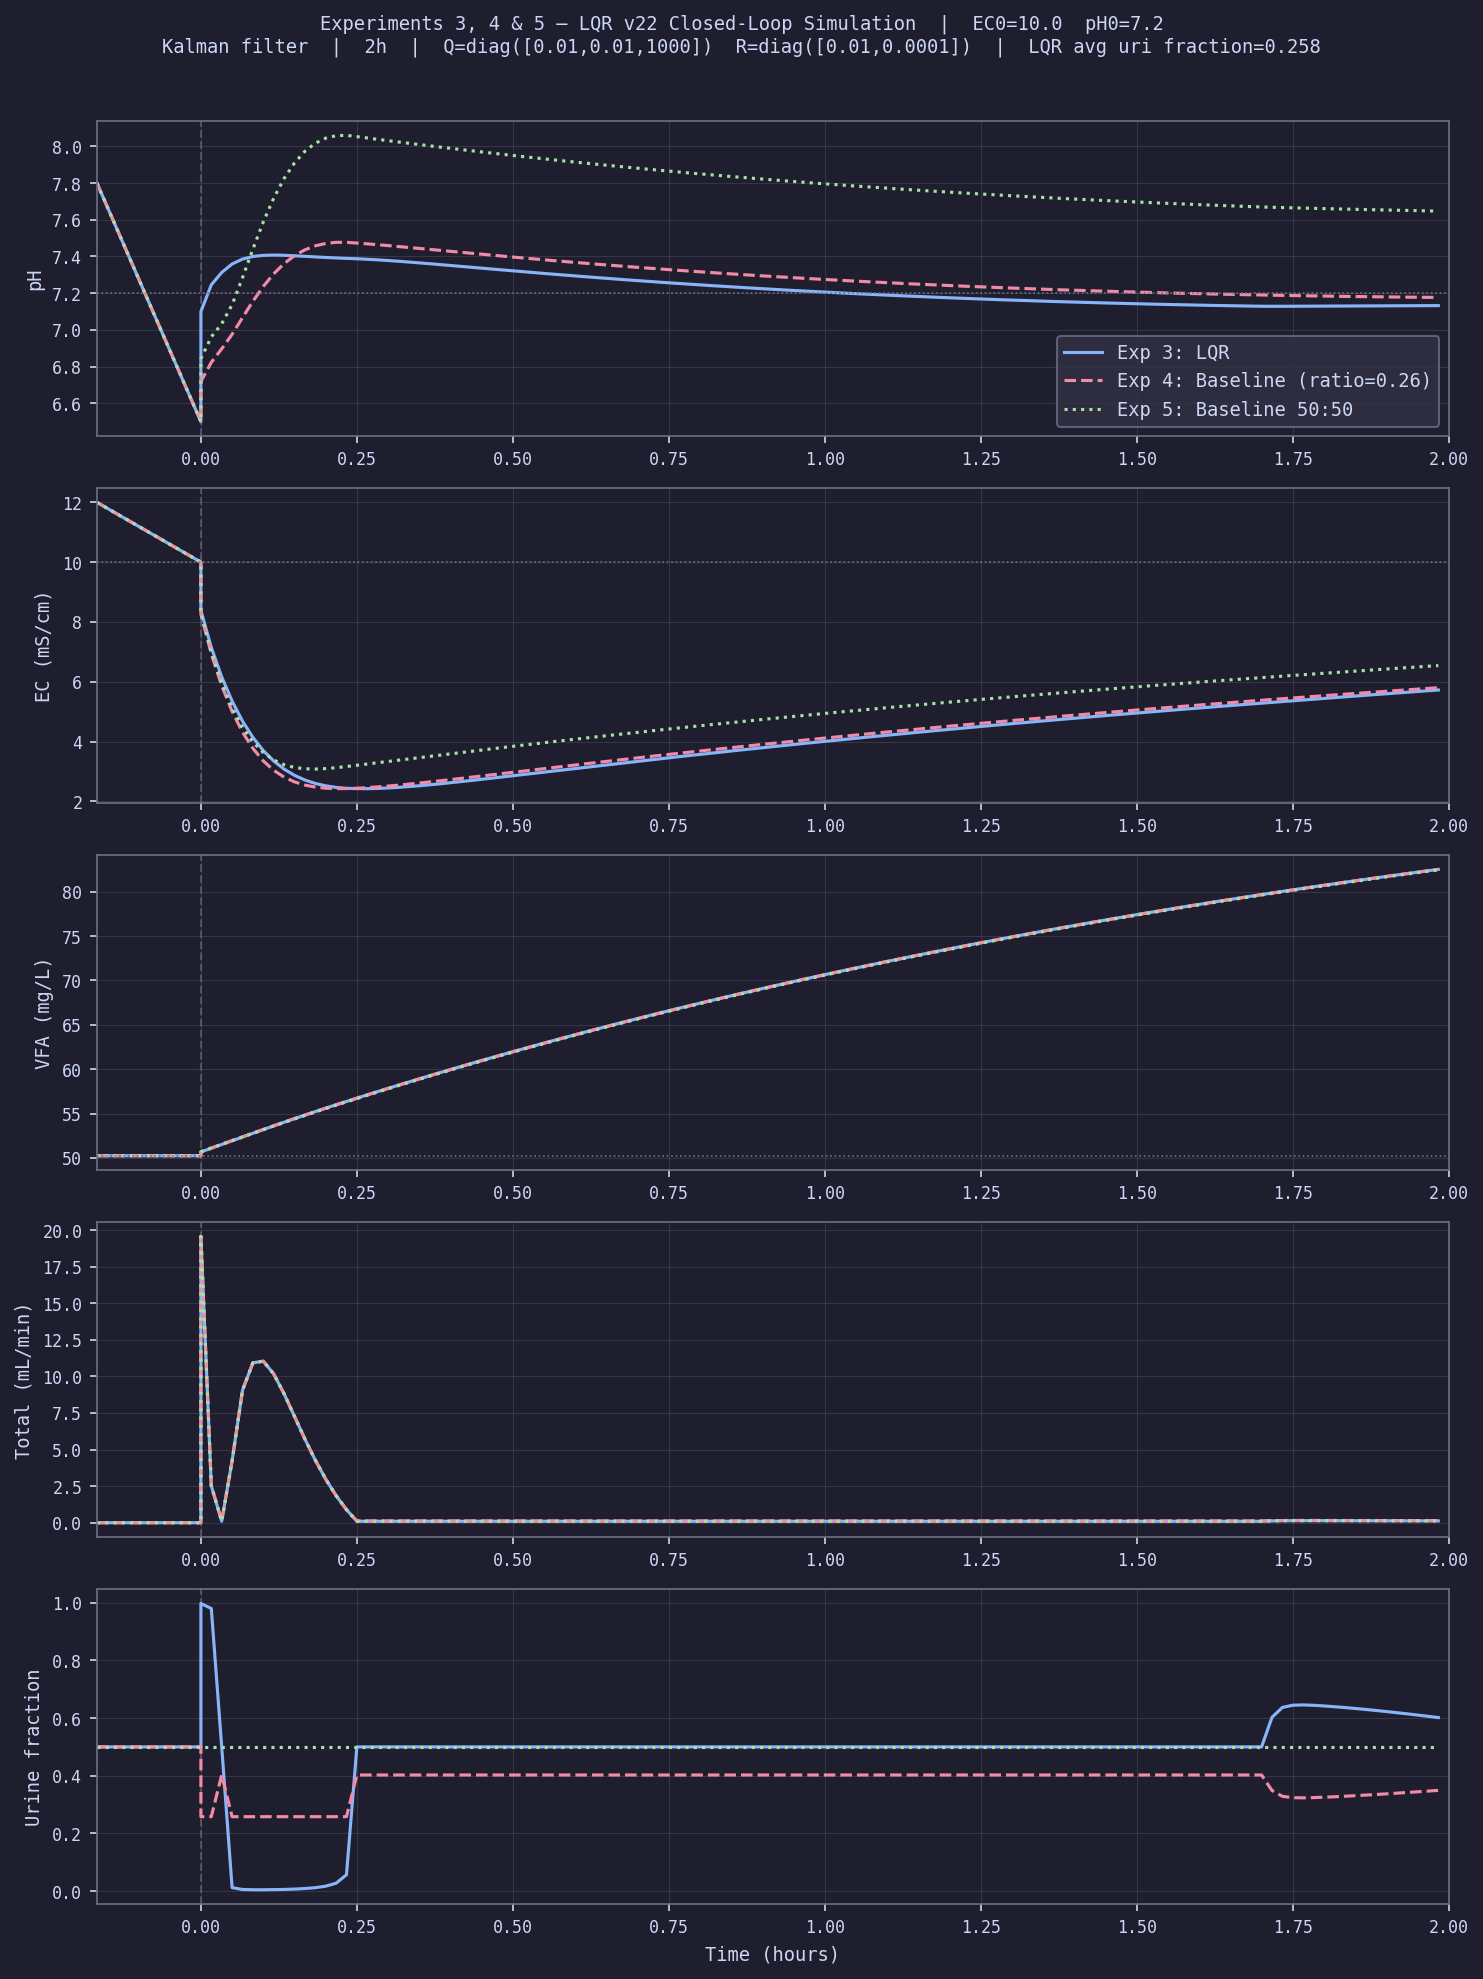 Experiments 3, 4 & 5 — LQR v22 Closed-Loop Simulation  |  EC0=10.0  pH0=7.2
Kalman filter  |  2h  |  Q=diag([0.01,0.01,1000])  R=diag([0.01,0.0001])  |  LQR avg uri fraction=0.258
pH
8.0
7.8
7.6
7.4
7.2
7.0
6.8
6.6
Exp 3: LQR
Exp 4: Baseline (ratio=0.26)
Exp 5: Baseline 50:50
0.00 0.25 0.50 0.75 1.00 1.25 1.50 1.75 2.00
EC (mS/cm)
12
10
8
6
4
2
0.00 0.25 0.50 0.75 1.00 1.25 1.50 1.75 2.00
VFA (mg/L)
80
75
70
65
60
55
50
0.00 0.25 0.50 0.75 1.00 1.25 1.50 1.75 2.00
Total (mL/min)
20.0
17.5
15.0
12.5
10.0
7.5
5.0
2.5
0.0
0.00 0.25 0.50 0.75 1.00 1.25 1.50 1.75 2.00
Urine fraction
1.0
0.8
0.6
0.4
0.2
0.0
0.00 0.25 0.50 0.75 1.00 1.25 1.50 1.75 2.00
Time (hours)